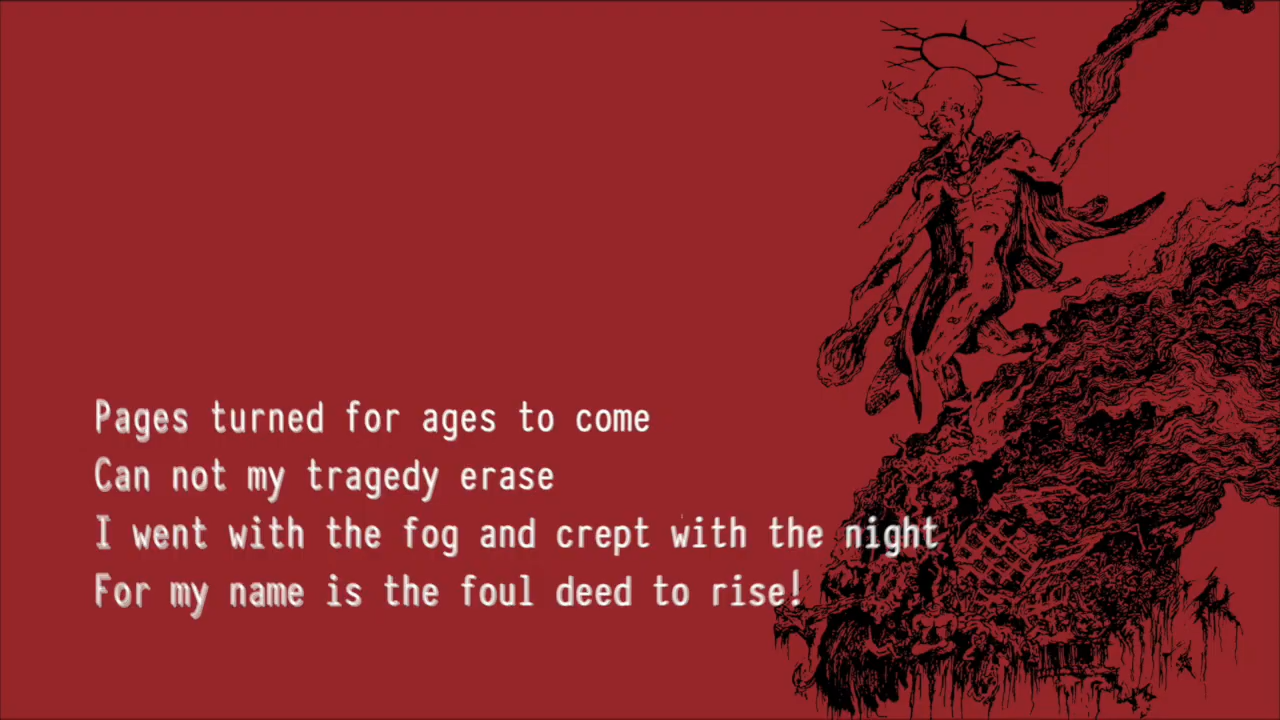 Pages turned for ages to come
Can not my tragedy erase
I went with the fog and crept with the night
For my name is the foul deed to rise!